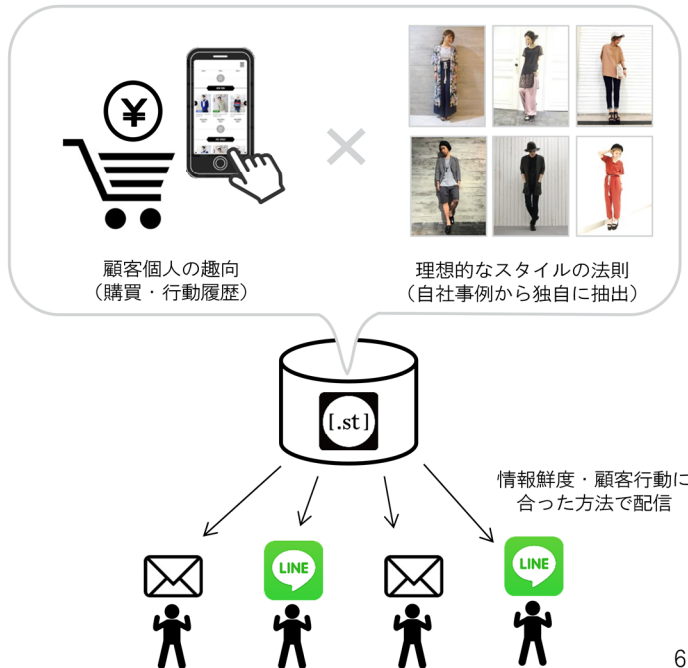 ¥
顧客個人の趣向
（購買・行動履歴）
理想的なスタイルの法則
（自社事例から独自に抽出）
[.st]
情報鮮度・顧客行動に
合った方法で配信
LINE
LINE
6